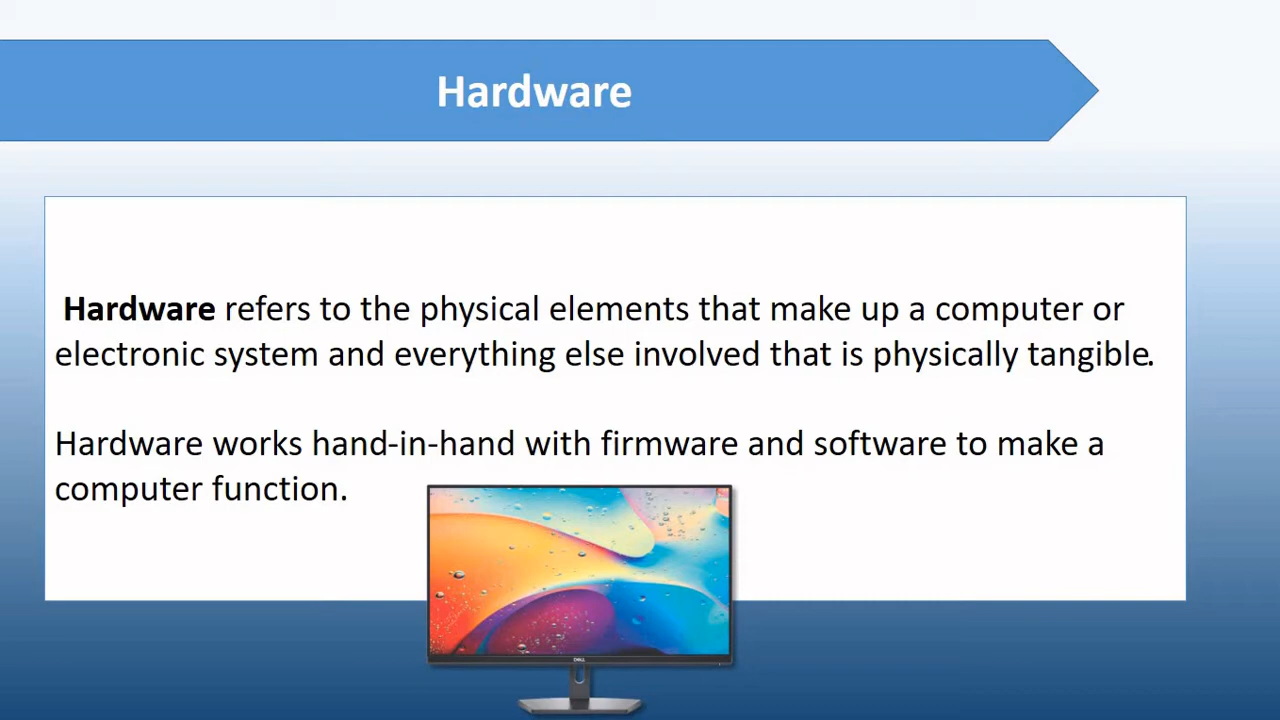 Hardware
Hardware refers to the physical elements that make up a computer or
electronic system and everything else involved that is physically tangible.
Hardware works hand-in-hand with firmware and software to make a
computer function.
DELL